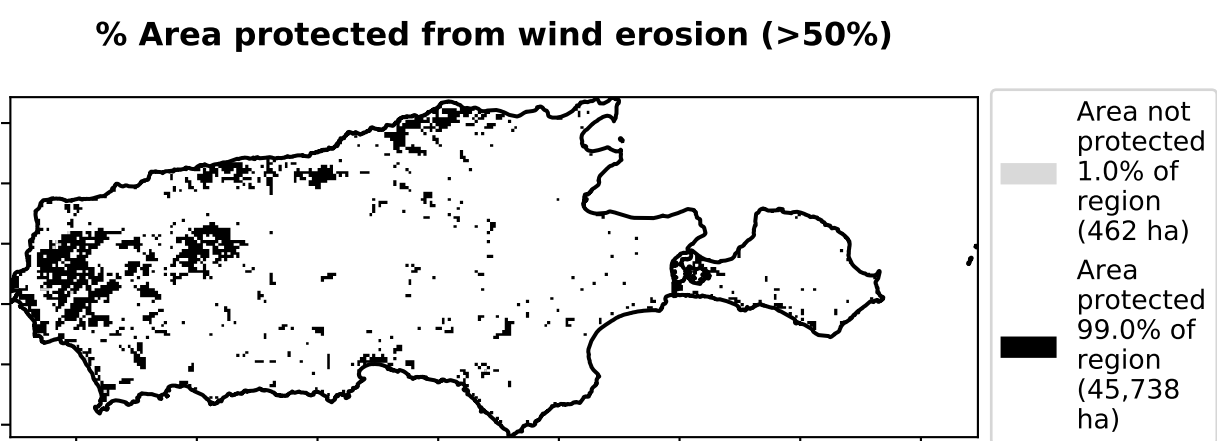 % Area protected from wind erosion (>50%)
Area not
protected
1.0% of
region
(462 ha)
Area
protected
99.0% of
region
(45,738
ha)